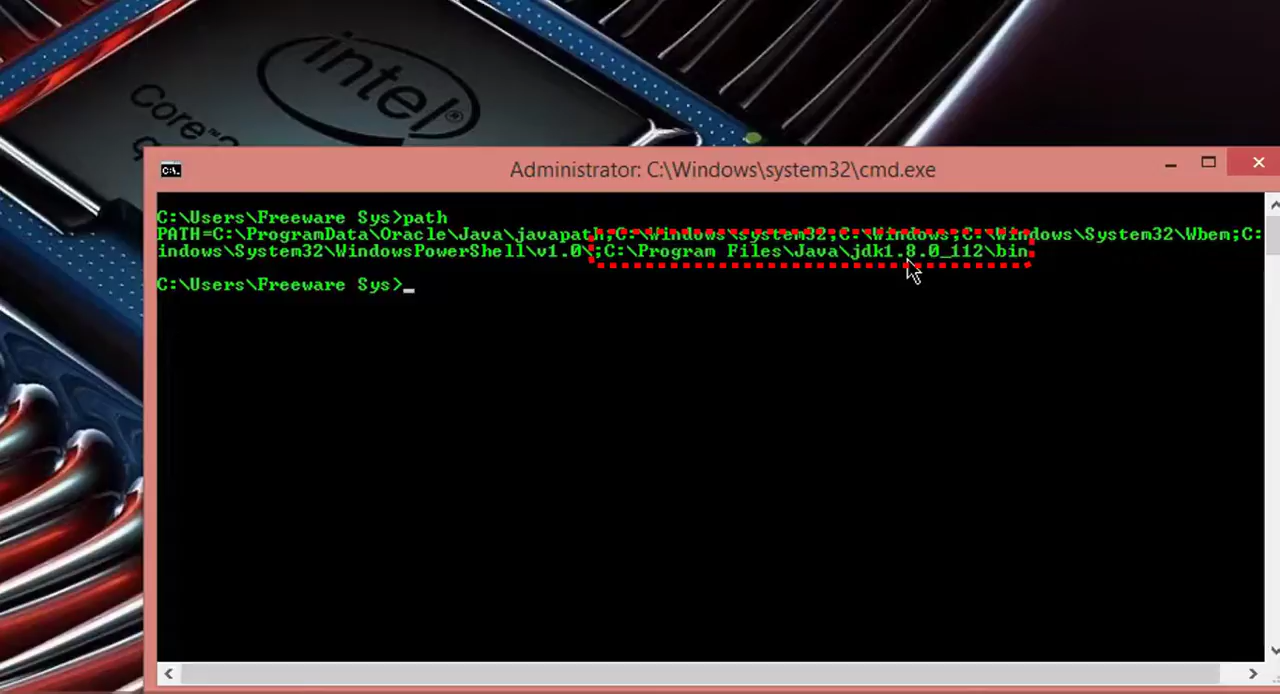 intel®
Core™2
Administrator: C:\Windows\system32\cmd.exe
C:\Users\Freeware Sys>path
PATH=C:\ProgramData\Oracle\Java\javapath;C:\Windows\system32;C:\Windows;C:\Windows\System32\Wbem;C:
indows\System32\WindowsPowerShell\v1.0\;C:\Program Files\Java\jdk1.8.0_112\bin
C:\Users\Freeware Sys>_